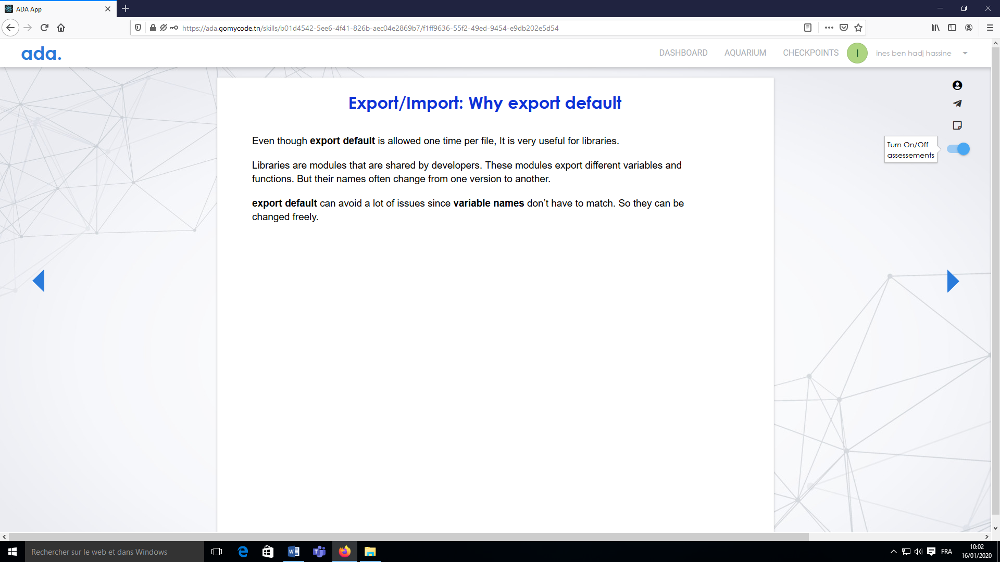 ADA App
https://ada.gomycode.tn/skills/b01d4542-5ee6-4f41-826b-aec04e2869b7/f1ff9636-55f2-49ed-9454-e9db202e5d54
ada.
DASHBOARD AQUARIUM CHECKPOINTS I ines ben hadj hassine
Export/Import: Why export default
Even though export default is allowed one time per file, It is very useful for libraries.
Turn On/Off
assessements
Libraries are modules that are shared by developers. These modules export different variables and
functions. But their names often change from one version to another.
export default can avoid a lot of issues since variable names don’t have to match. So they can be
changed freely.
Rechercher sur le web et dans Windows
FRA
10:02
16/01/2020